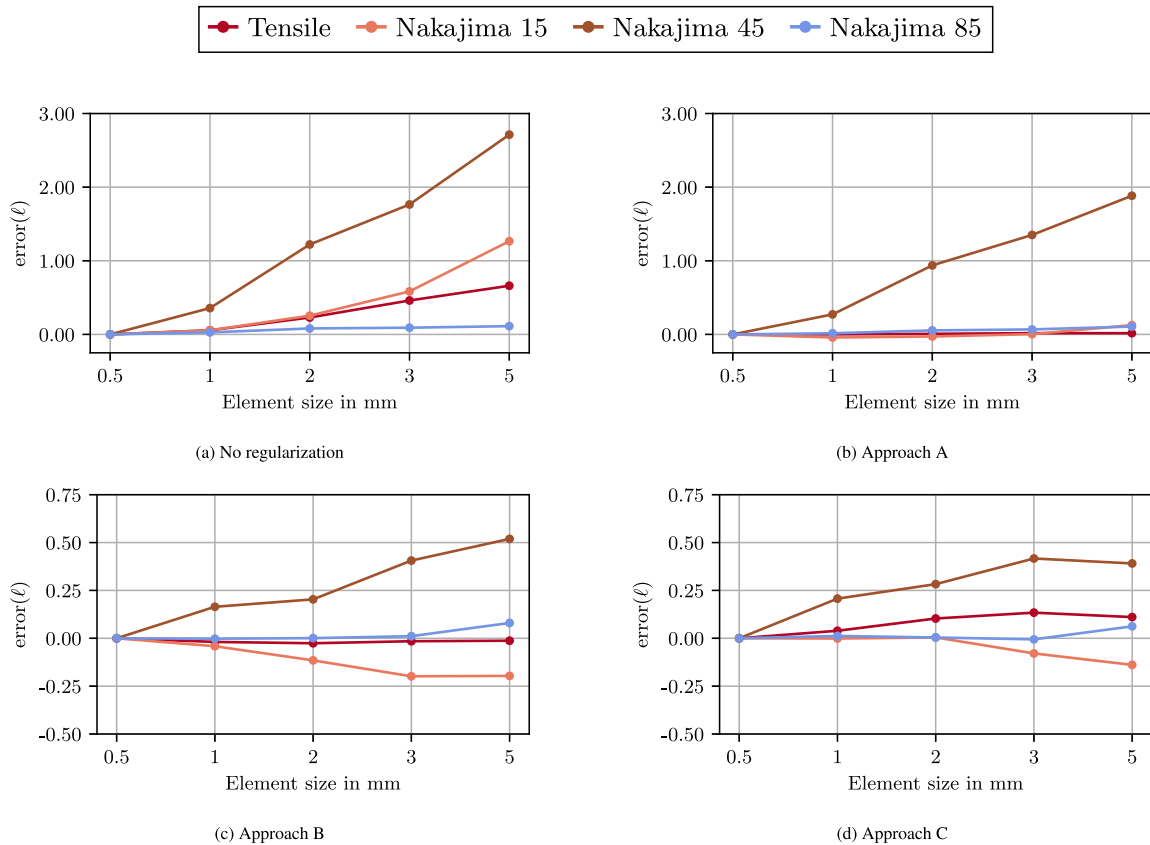 Tensile Nakajima 15 Nakajima 45 Nakajima 85
3.00
2.00
1.00
0.00
error(ℓ)
0.5 1 2 3 5
Element size in mm
(a) No regularization
3.00
2.00
1.00
0.00
error(ℓ)
0.5 1 2 3 5
Element size in mm
(b) Approach A
0.75
0.50
0.25
0.00
-0.25
-0.50
error(ℓ)
0.5 1 2 3 5
Element size in mm
(c) Approach B
0.75
0.50
0.25
0.00
-0.25
-0.50
error(ℓ)
0.5 1 2 3 5
Element size in mm
(d) Approach C